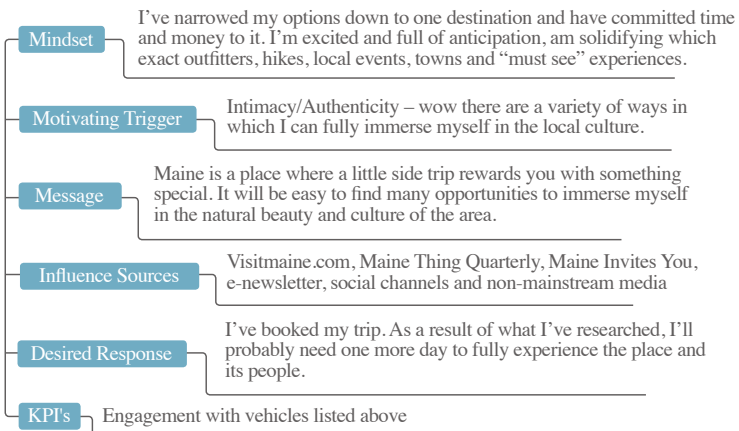 Mindset
I've narrowed my options down to one destination and have committed time
and money to it. I'm excited and full of anticipation, am solidifying which
exact outfitters, hikes, local events, towns and “must see” experiences.
Motivating Trigger
Intimacy/Authenticity – wow there are a variety of ways in
which I can fully immerse myself in the local culture.
Message
Maine is a place where a little side trip rewards you with something
special. It will be easy to find many opportunities to immerse myself
in the natural beauty and culture of the area.
Influence Sources
Visitmaine.com, Maine Thing Quarterly, Maine Invites You,
e-newsletter, social channels and non-mainstream media
Desired Response
I've booked my trip. As a result of what I've researched, I'll
probably need one more day to fully experience the place and
its people.
KPI's
Engagement with vehicles listed above